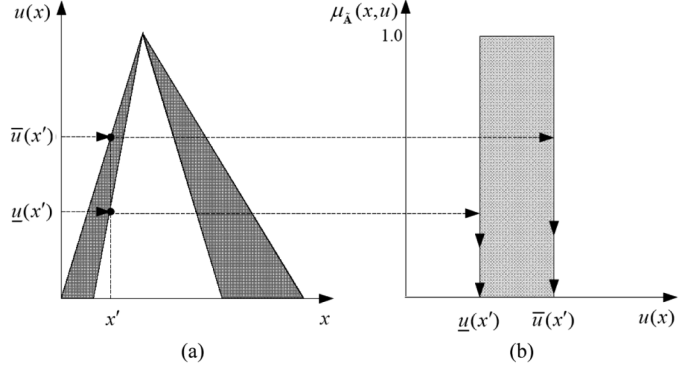 u(x)
u̅(x′)
u̲(x′)
x′
x
(a)
μ_Ã(x,u)
1.0
u̲(x′)
u̅(x′)
u(x)
(b)